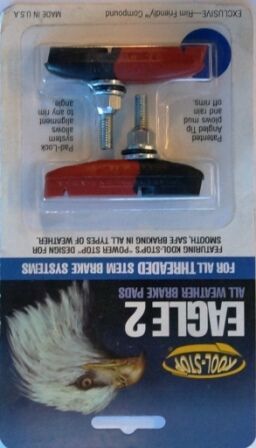 KOOL-STOP
EAGLE 2
ALL WEATHER BRAKE PADS
FOR ALL THREADED STEM BRAKE SYSTEMS
FEATURING KOOL-STOP'S "POWER STOP" DESIGN FOR
SMOOTH, SAFE BRAKING IN ALL TYPES OF WEATHER.
Patented
Angled Tip
plows mud
and rain
off rims.
Pad-Lock
system
allows
alignment
to any rim
angle
EXCLUSIVE—Rim Friendly™ Compound
MADE IN U.S.A.